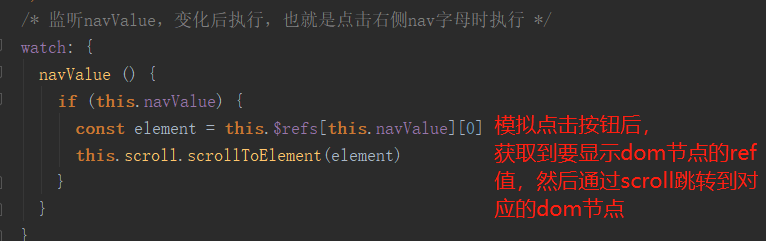 /* 监听navValue，变化后执行，也就是点击右侧nav字母时执行 */
watch: {
navValue () {
if (this.navValue) {
const element = this.$refs[this.navValue][0]
this.scroll.scrollToElement(element)
}
}
}
模拟点击按钮后，
获取到要显示dom节点的ref
值，然后通过scroll跳转到对
应的dom节点